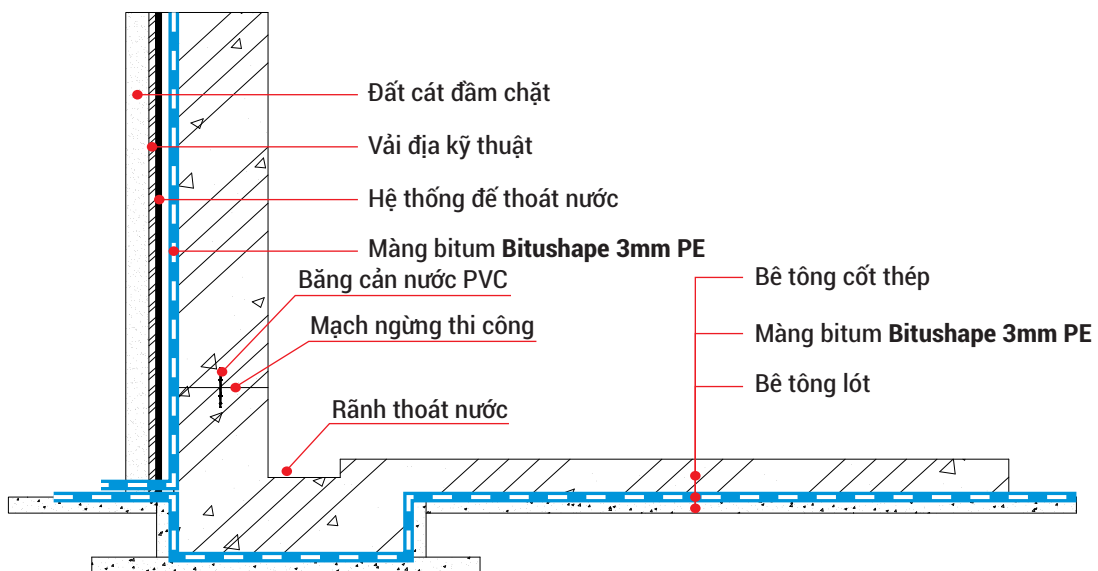 Đất cát đầm chặt
Vải địa kỹ thuật
Hệ thống đế thoát nước
Màng bitum Bitushape 3mm PE
Băng cản nước PVC
Mạch ngừng thi công
Rãnh thoát nước
Bê tông cốt thép
Màng bitum Bitushape 3mm PE
Bê tông lót